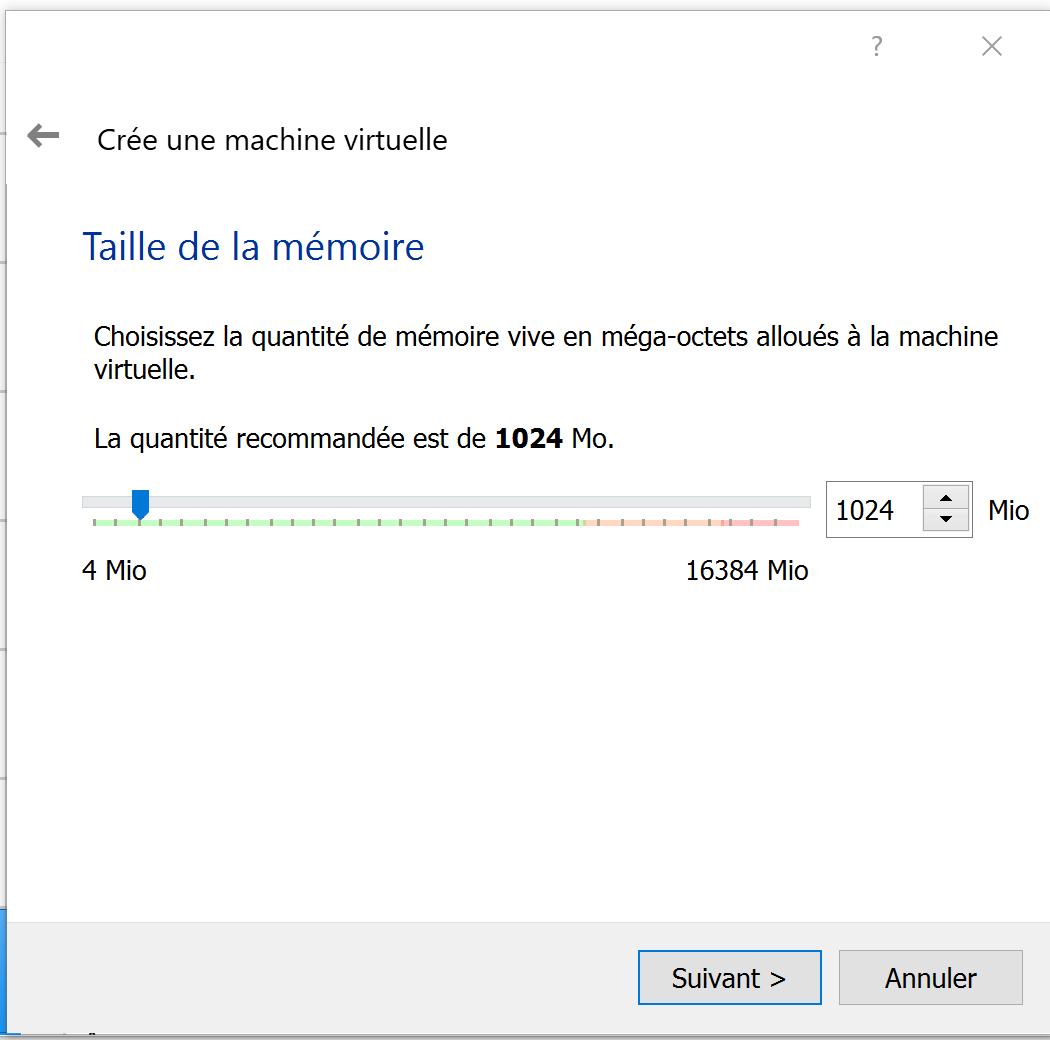 ?
Crée une machine virtuelle
Taille de la mémoire
Choisissez la quantité de mémoire vive en méga-octets alloués à la machine
virtuelle.
La quantité recommandée est de 1024 Mo.
1024 Mio
4 Mio 16384 Mio
Suivant > Annuler